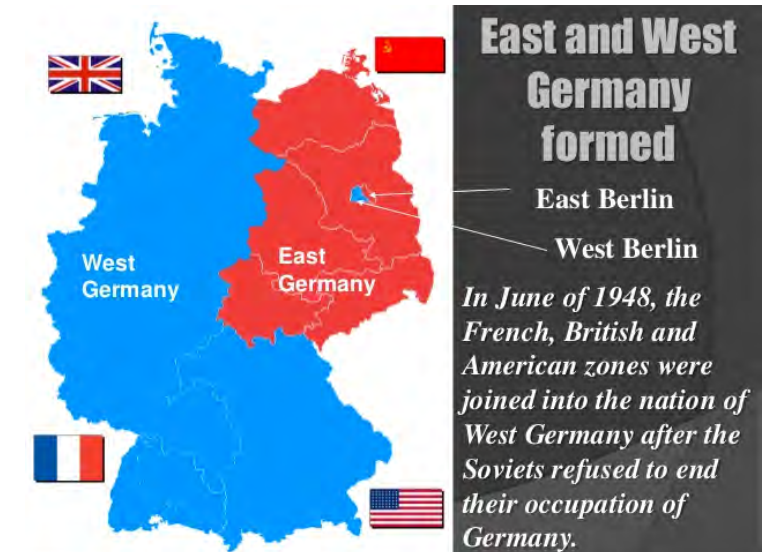 East and West
Germany
formed
East Berlin
West Berlin
West
Germany
East
Germany
In June of 1948, the
French, British and
American zones were
joined into the nation of
West Germany after the
Soviets refused to end
their occupation of
Germany.